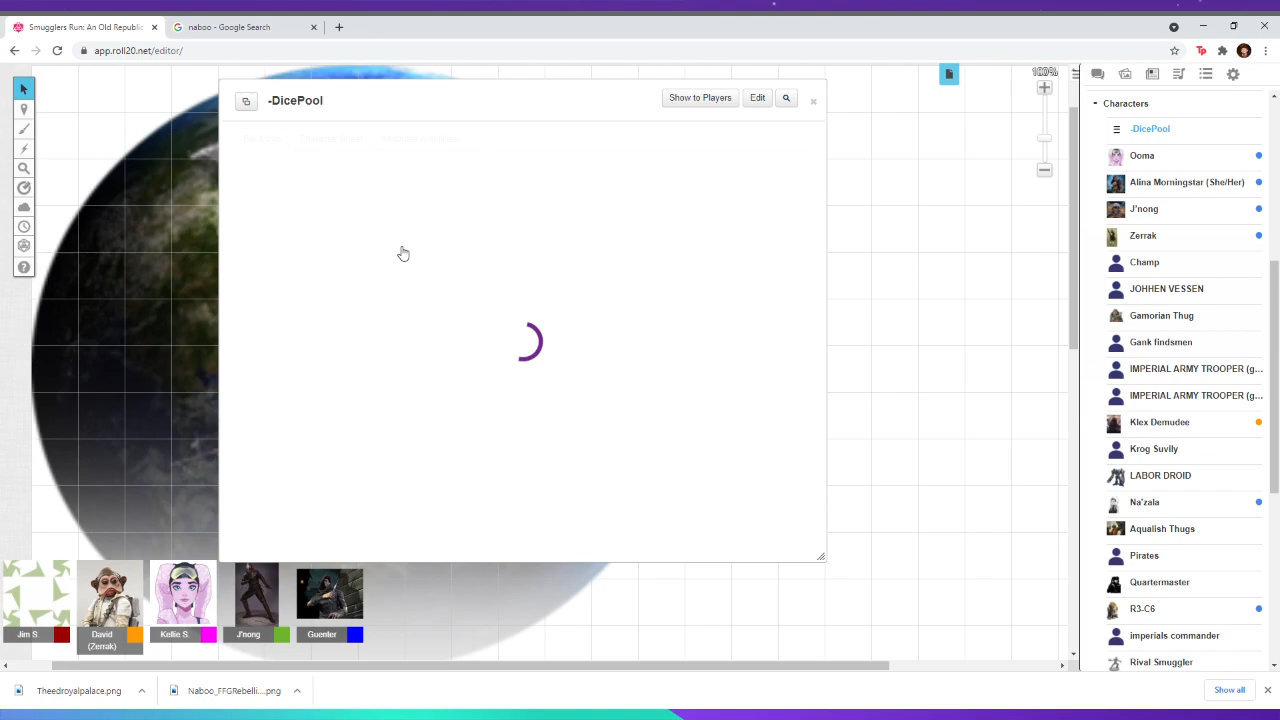 Smugglers Run: An Old Republic
naboo - Google Search
app.roll20.net/editor/
-DicePool
Show to Players
Edit
100%
Characters
-DicePool
Ooma
Alina Morningstar (She/Her)
J'nong
Zerrak
Champ
JOHHEN VESSEN
Gamorian Thug
Gank findsmen
IMPERIAL ARMY TROOPER (g...
IMPERIAL ARMY TROOPER (g...
Klex Demudee
Krog Suvily
LABOR DROID
Na'zala
Aqualish Thugs
Pirates
Quartermaster
R3-C6
imperials commander
Rival Smuggler
Jim S.
David
(Zerrak)
Kellie S.
J'nong
Guenter
Theedroyalpalace.png
Naboo_FFGRebelli....png
Show all